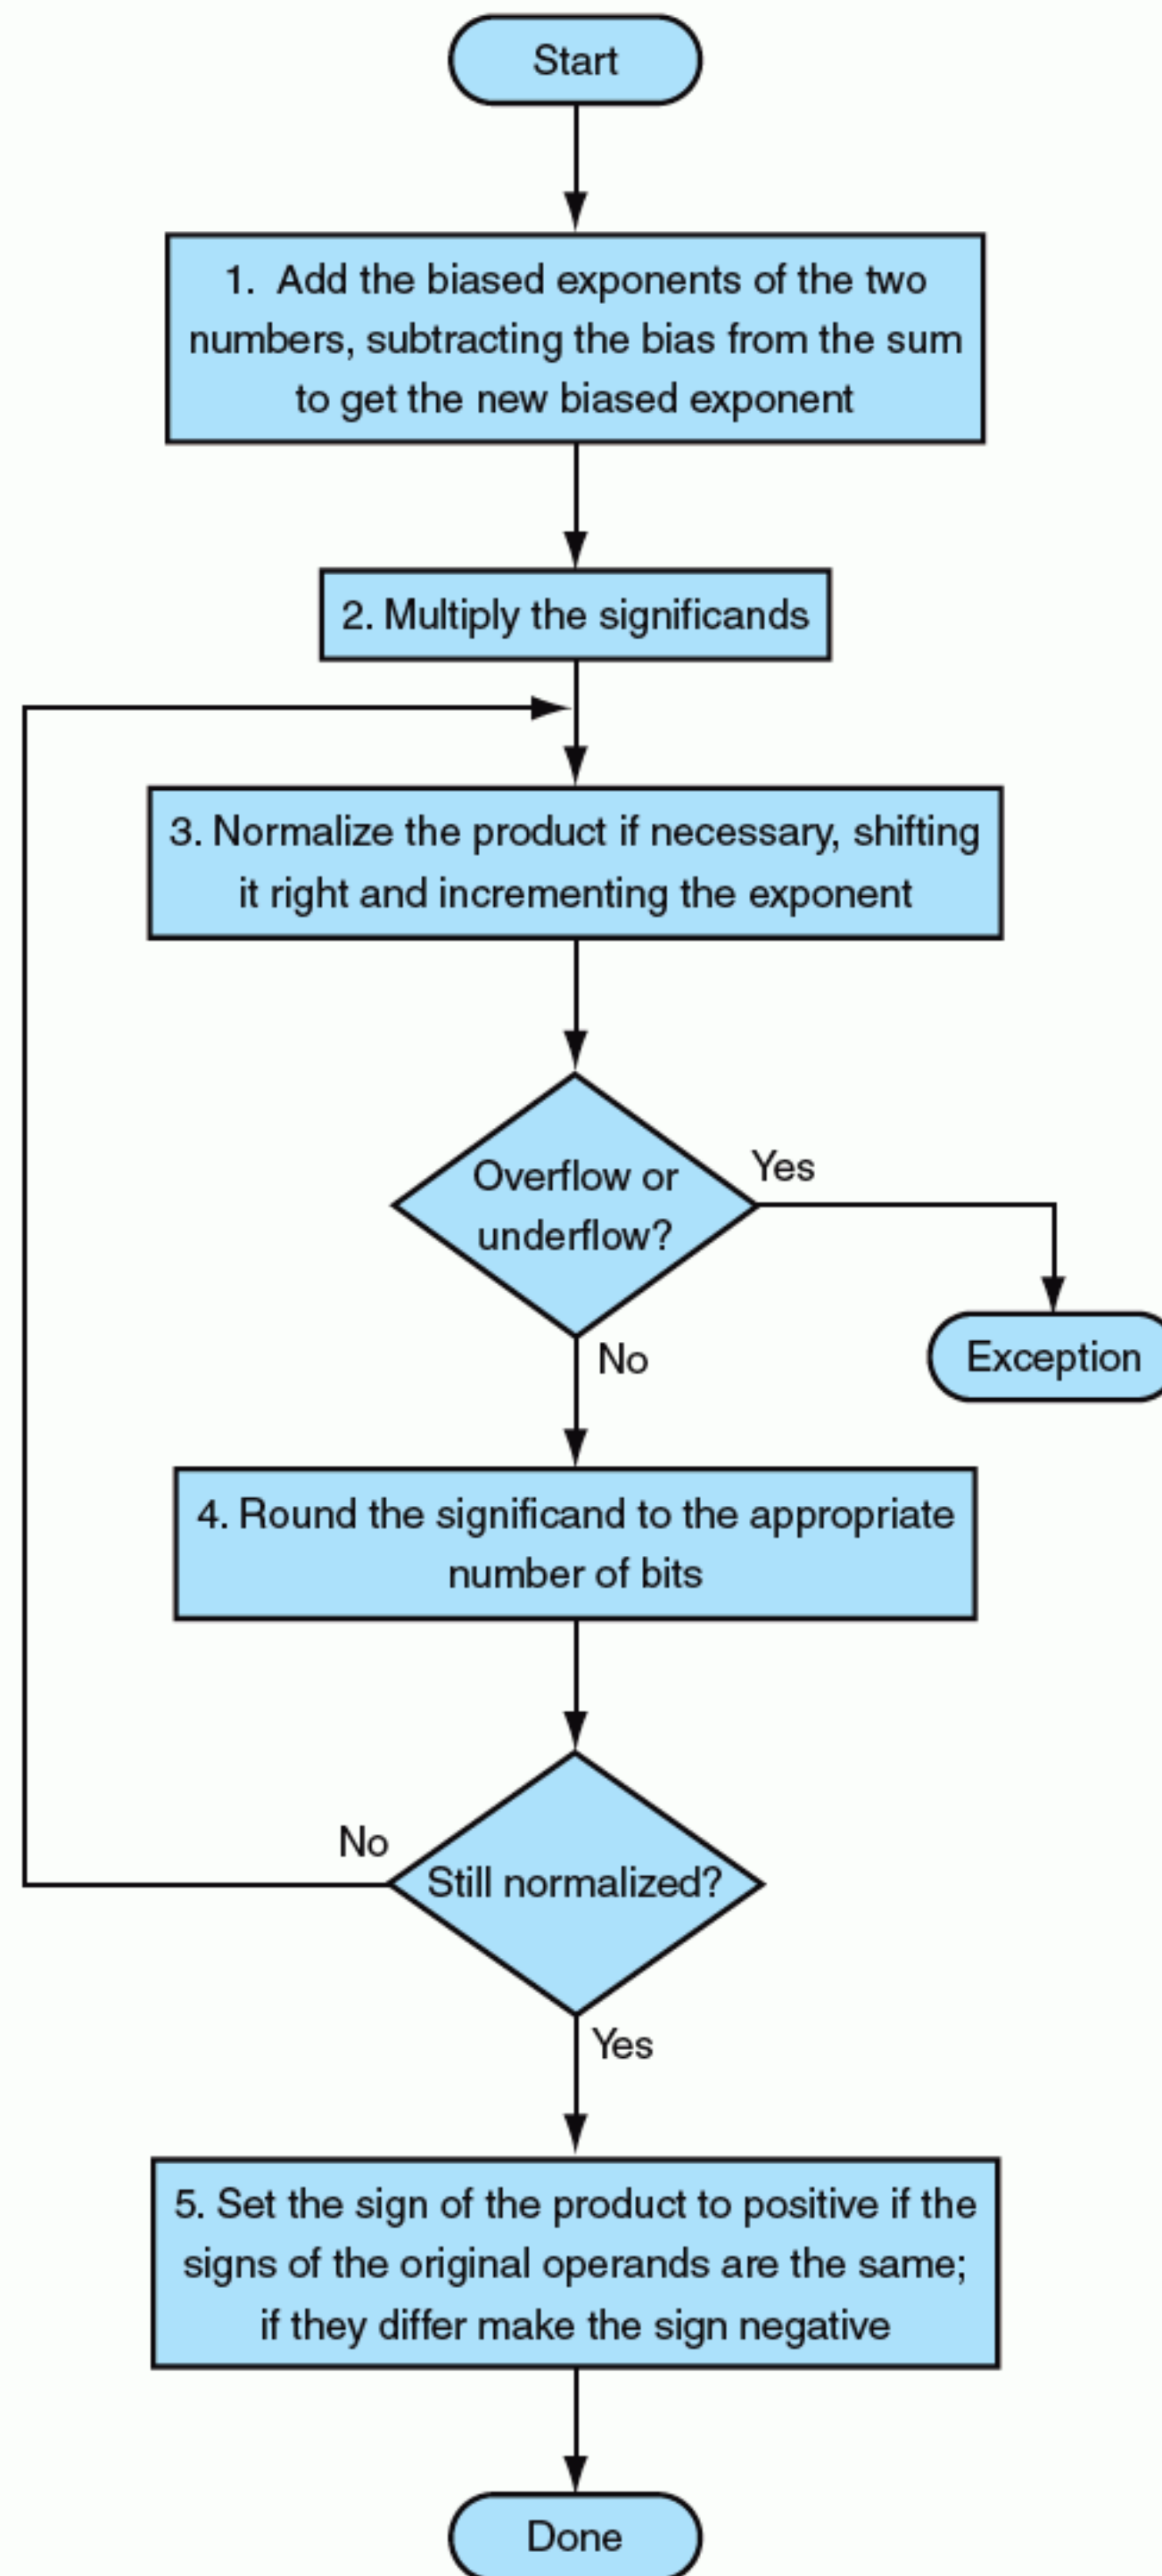 Start
1. Add the biased exponents of the two
numbers, subtracting the bias from the sum
to get the new biased exponent
2. Multiply the significands
3. Normalize the product if necessary, shifting
it right and incrementing the exponent
Overflow or
underflow?
Yes
Exception
No
4. Round the significand to the appropriate
number of bits
No
Still normalized?
Yes
5. Set the sign of the product to positive if the
signs of the original operands are the same;
if they differ make the sign negative
Done